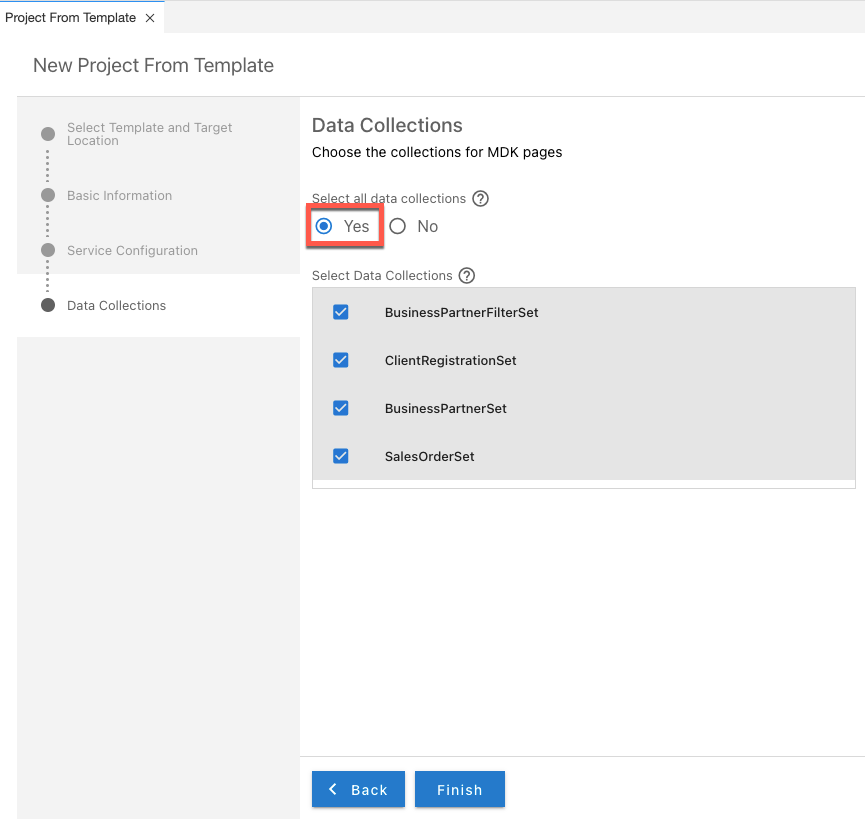 Project From Template
New Project From Template
Select Template and Target
Location
Basic Information
Service Configuration
Data Collections
Data Collections
Choose the collections for MDK pages
Select all data collections
Yes
No
Select Data Collections
BusinessPartnerFilterSet
ClientRegistrationSet
BusinessPartnerSet
SalesOrderSet
Back
Finish